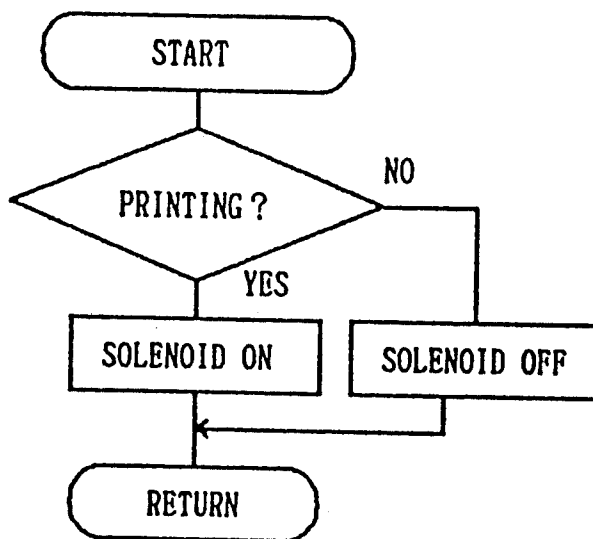 START
PRINTING?
NO
YES
SOLENOID ON
SOLENOID OFF
RETURN